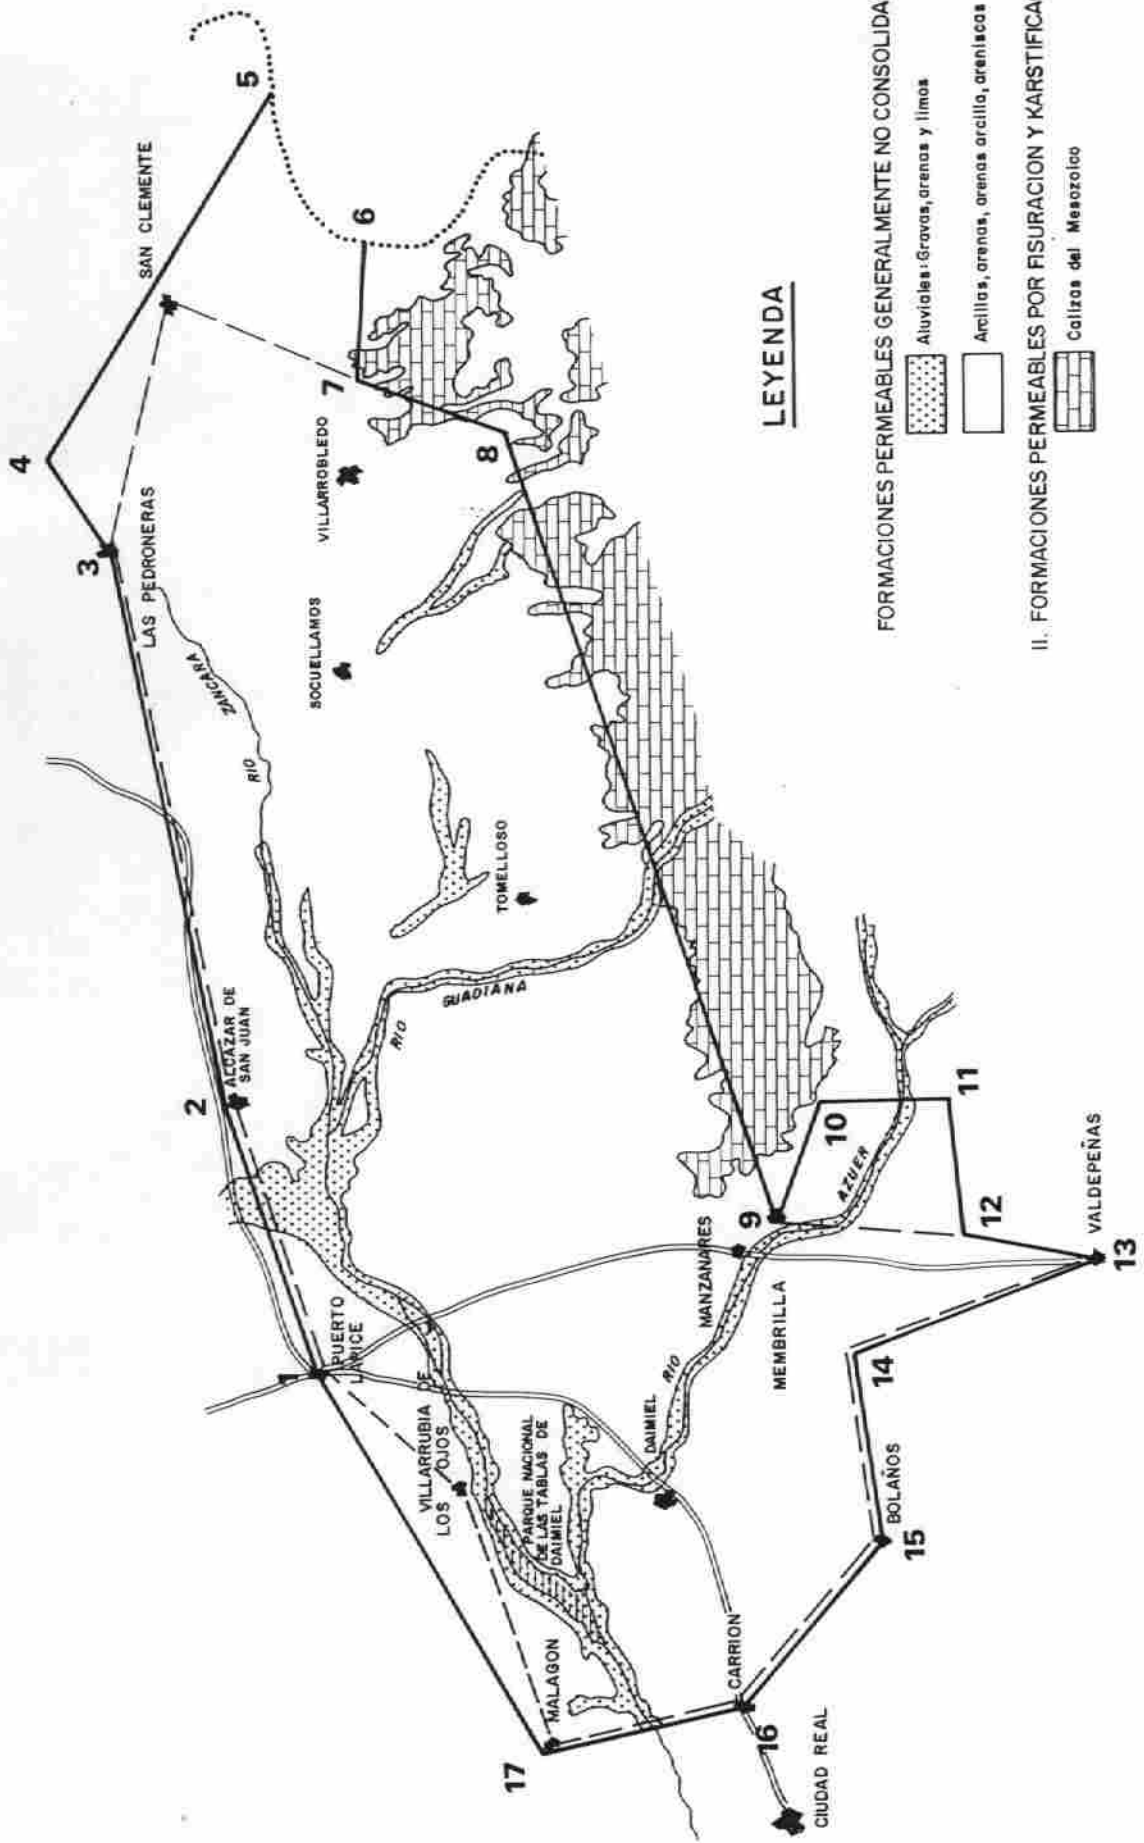 4
3
5
SAN CLEMENTE
LAS PEDRONERAS
6
7
VILLARROBLEDO
8
SOCUELLAMOS
RIO
ZANCARA
2
ALCAZAR DE
SAN JUAN
TOMELLOSO
RIO
GUADIANA
1
PUERTO
LAPICE
VILLARRUBIA DE
LOS OJOS
PARQUE NACIONAL
DE LAS TABLAS DE
DAIMIEL
MANZANARES
9
10
11
AZUER
12
MEMBRILLA
RIO
DAIMIEL
VALDEPEÑAS
13
14
BOLAÑOS
15
17
MALAGON
CARRION
16
CIUDAD REAL
LEYENDA
FORMACIONES PERMEABLES GENERALMENTE NO CONSOLIDA
Aluviales: Gravas, arenas y limos
Arcillas, arenas, arenas arcilla, areniscas
II. FORMACIONES PERMEABLES POR FISURACION Y KARSTIFICA
Calizas del Mesozoico